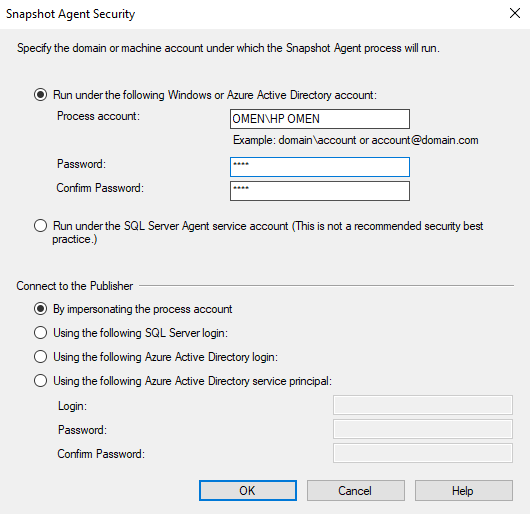 Snapshot Agent Security
Specify the domain or machine account under which the Snapshot Agent process will run.
Run under the following Windows or Azure Active Directory account:
Process account:
OMEN\HP OMEN
Example: domain\account or account@domain.com
Password:
****
Confirm Password:
****
Run under the SQL Server Agent service account (This is not a recommended security best
practice.)
Connect to the Publisher
By impersonating the process account
Using the following SQL Server login:
Using the following Azure Active Directory login:
Using the following Azure Active Directory service principal:
Login:
Password:
Confirm Password:
OK
Cancel
Help